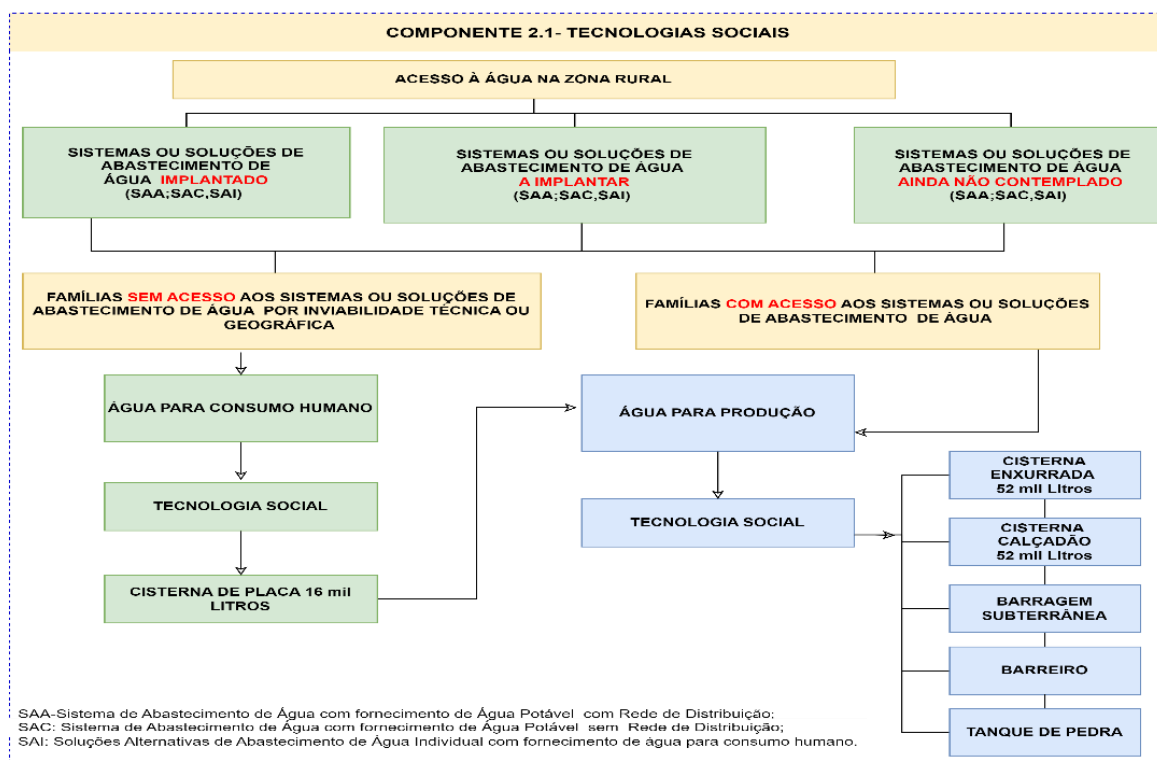 COMPONENTE 2.1- TECNOLOGIAS SOCIAIS
ACESSO À ÁGUA NA ZONA RURAL
SISTEMAS OU SOLUÇÕES DE
ABASTECIMENTO DE
ÁGUA IMPLANTADO
(SAA;SAC,SAI)
SISTEMAS OU SOLUÇÕES DE
ABASTECIMENTO DE ÁGUA
A IMPLANTAR
(SAA;SAC,SAI)
SISTEMAS OU SOLUÇÕES DE
ABASTECIMENTO DE ÁGUA
AINDA NÃO CONTEMPLADO
(SAA;SAC,SAI)
FAMÍLIAS SEM ACESSO AOS SISTEMAS OU SOLUÇÕES DE
ABASTECIMENTO DE ÁGUA POR INVIABILIDADE TÉCNICA OU
GEOGRÁFICA
FAMÍLIAS COM ACESSO AOS SISTEMAS OU SOLUÇÕES
DE ABASTECIMENTO DE ÁGUA
ÁGUA PARA CONSUMO HUMANO
TECNOLOGIA SOCIAL
CISTERNA DE PLACA 16 mil
LITROS
ÁGUA PARA PRODUÇÃO
TECNOLOGIA SOCIAL
CISTERNA
ENXURRADA
52 mil Litros
CISTERNA
CALÇADÃO
52 mil Litros
BARRAGEM
SUBTERRÂNEA
BARREIRO
TANQUE DE PEDRA
SAA-Sistema de Abastecimento de Água com fornecimento de Água Potável com Rede de Distribuição;
SAC: Sistema de Abastecimento de Água com fornecimento de Água Potável sem Rede de Distribuição;
SAI: Soluções Alternativas de Abastecimento de Água Individual com fornecimento de água para consumo humano.